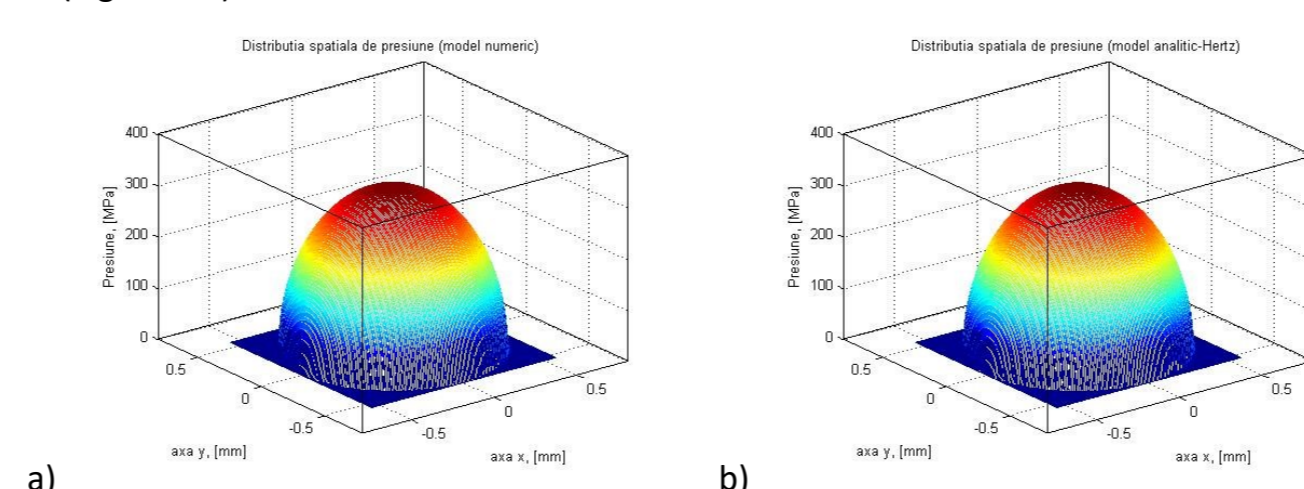 Distributia spatiala de presiune (model numeric)
400
300
200
100
0
Presiune, [MPa]
0.5
0
-0.5
axa y, [mm]
-0.5
0
0.5
axa x, [mm]
a)
Distributia spatiala de presiune (model analitic-Hertz)
400
300
200
100
0
Presiune, [MPa]
0.5
0
-0.5
axa y, [mm]
-0.5
0
0.5
axa x, [mm]
b)